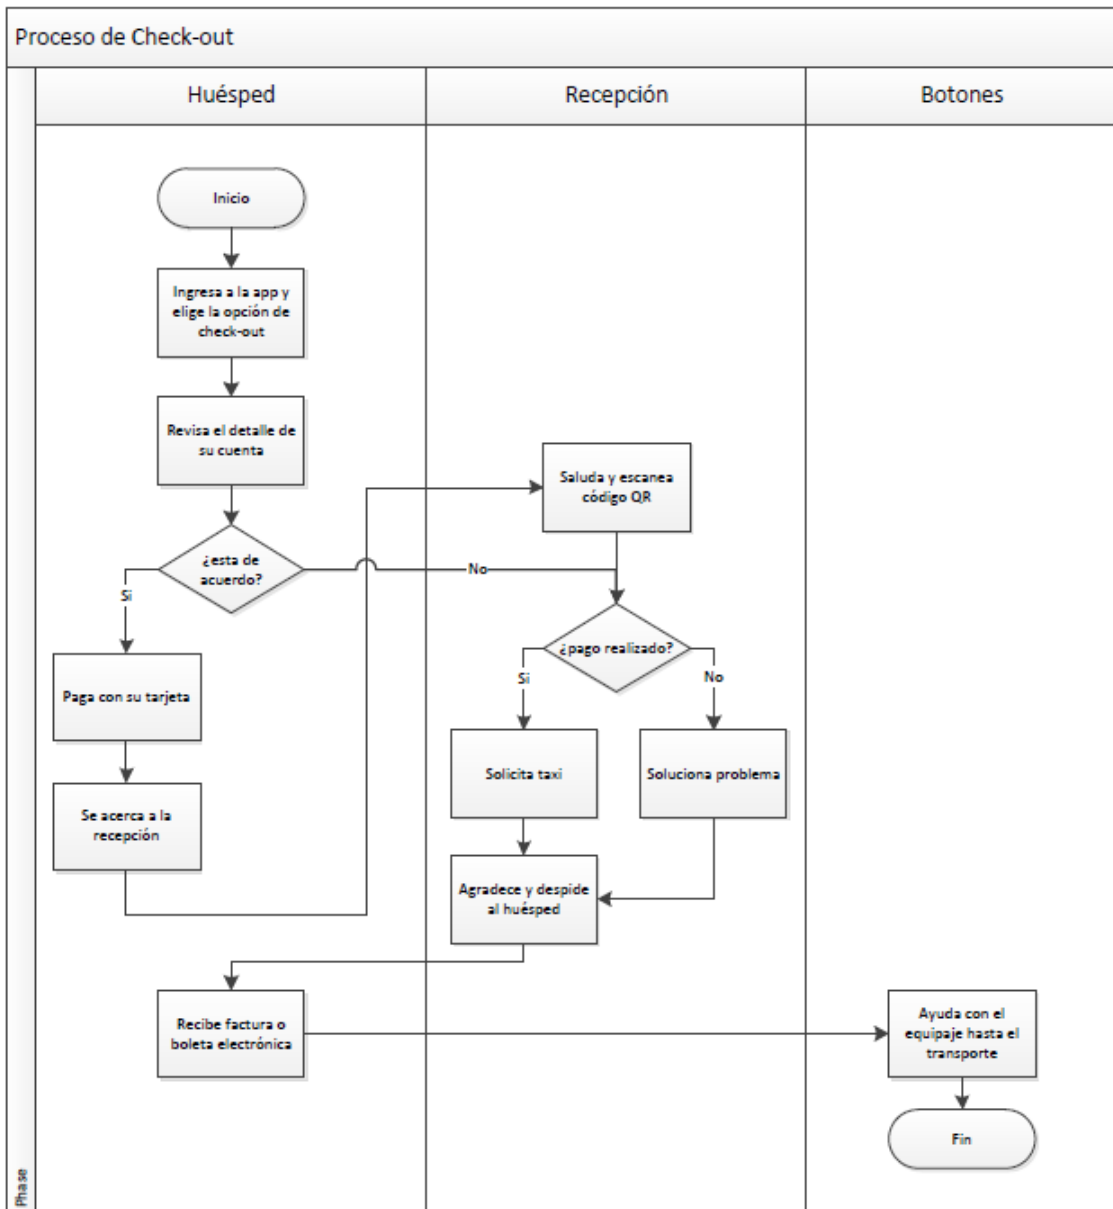 Proceso de Check-out
Huésped
Recepción
Botones
Inicio
Ingresa a la app y
elige la opción de
check-out
Revisa el detalle de
su cuenta
Saluda y escanea
código QR
¿esta de
acuerdo?
No
Si
¿pago realizado?
Si
No
Paga con su tarjeta
Solicita taxi
Soluciona problema
Se acerca a la
recepción
Agradece y despide
al huésped
Recibe factura o
boleta electrónica
Ayuda con el
equipaje hasta el
transporte
Fin
Phase